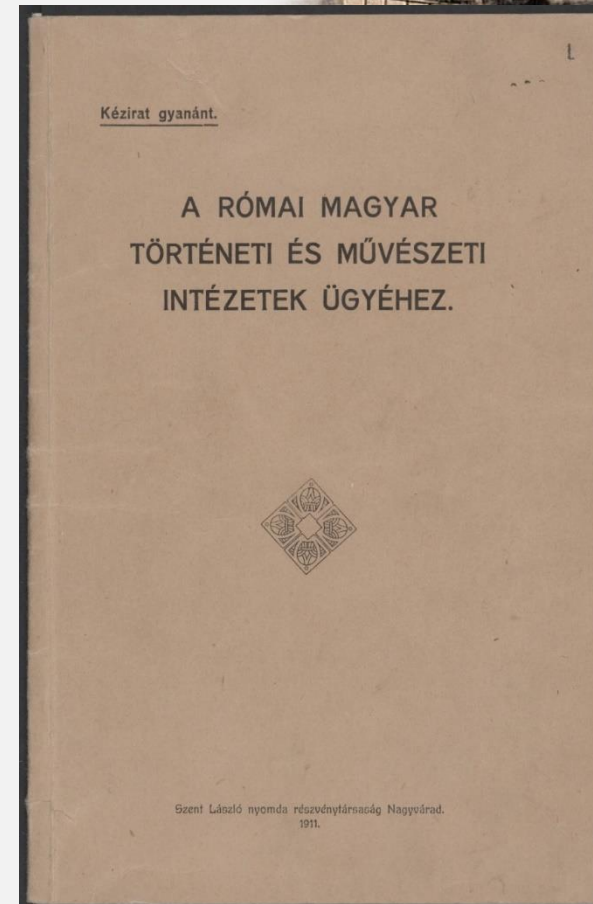 Kézirat gyanánt.
A RÓMAI MAGYAR
TÖRTÉNETI ÉS MŰVÉSZETI
INTÉZETEK ÜGYÉHEZ.
Szent László nyomda részvénytársaság Nagyvárad.
1911.